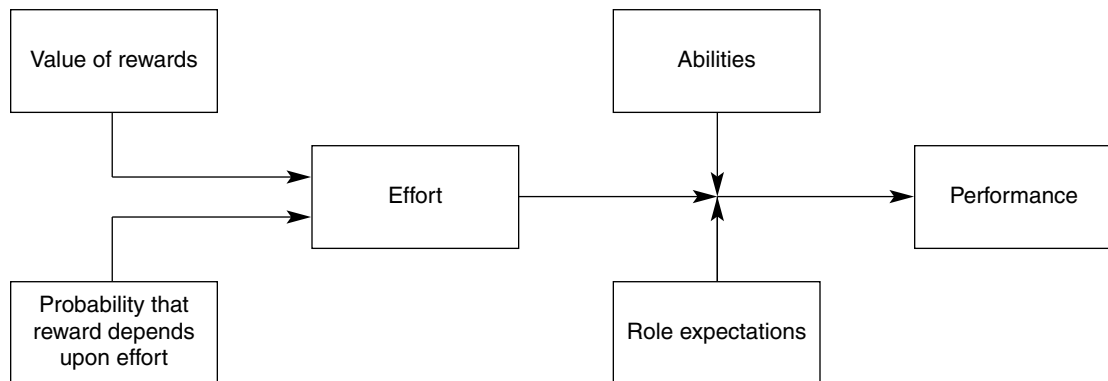 Value of rewards
Abilities
Effort
Performance
Probability that
reward depends
upon effort
Role expectations